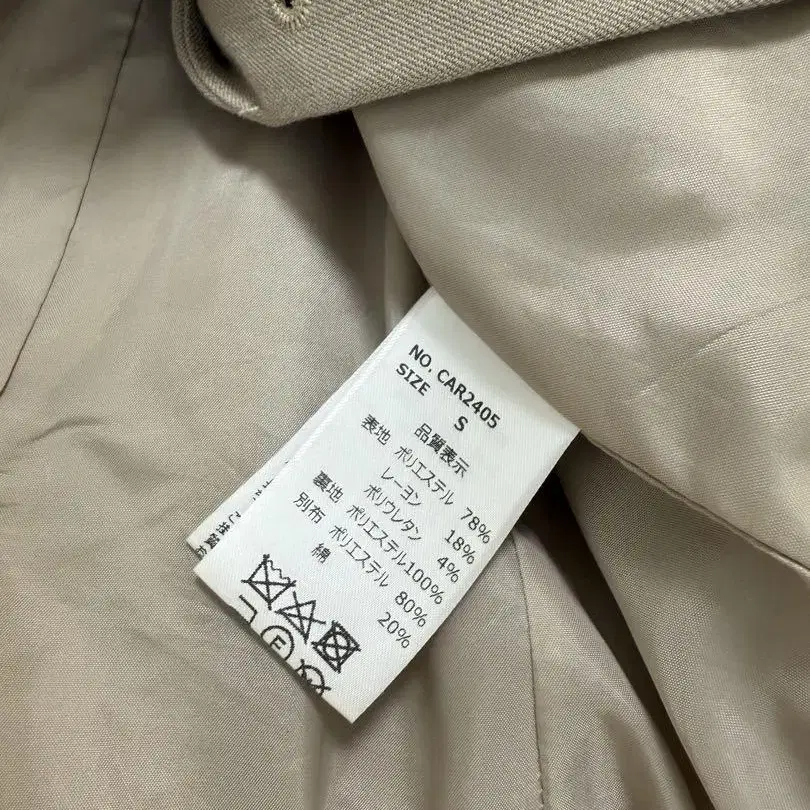 NO. CAR2405
SIZE S
品質表示
表地 ポリエステル 78%
レーヨン 18%
ポリウレタン 4%
裏地 ポリエステル100%
別布 ポリエステル 80%
綿 20%
F